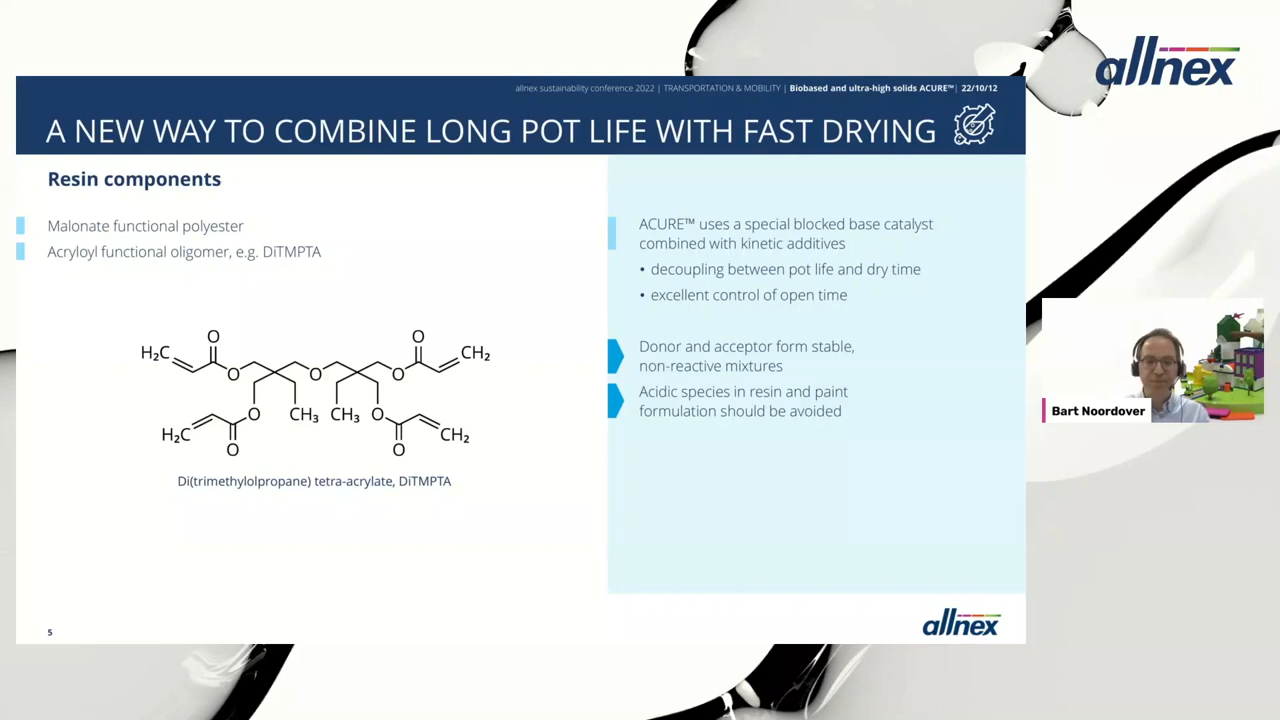 allnex
allnex sustainability conference 2022 | TRANSPORTATION & MOBILITY | Biobased and ultra-high solids ACURE™| 22/10/12
A NEW WAY TO COMBINE LONG POT LIFE WITH FAST DRYING
Resin components
Malonate functional polyester
Acryloyl functional oligomer, e.g. DiTMPTA
O
O
H₂C
CH₂
O
O
O
O
CH₃
CH₃
O
H₂C
CH₂
O
O
Di(trimethylolpropane) tetra-acrylate, DiTMPTA
ACURE™ uses a special blocked base catalyst
combined with kinetic additives
• decoupling between pot life and dry time
• excellent control of open time
Donor and acceptor form stable,
non-reactive mixtures
Acidic species in resin and paint
formulation should be avoided
Bart Noordover
5
allnex